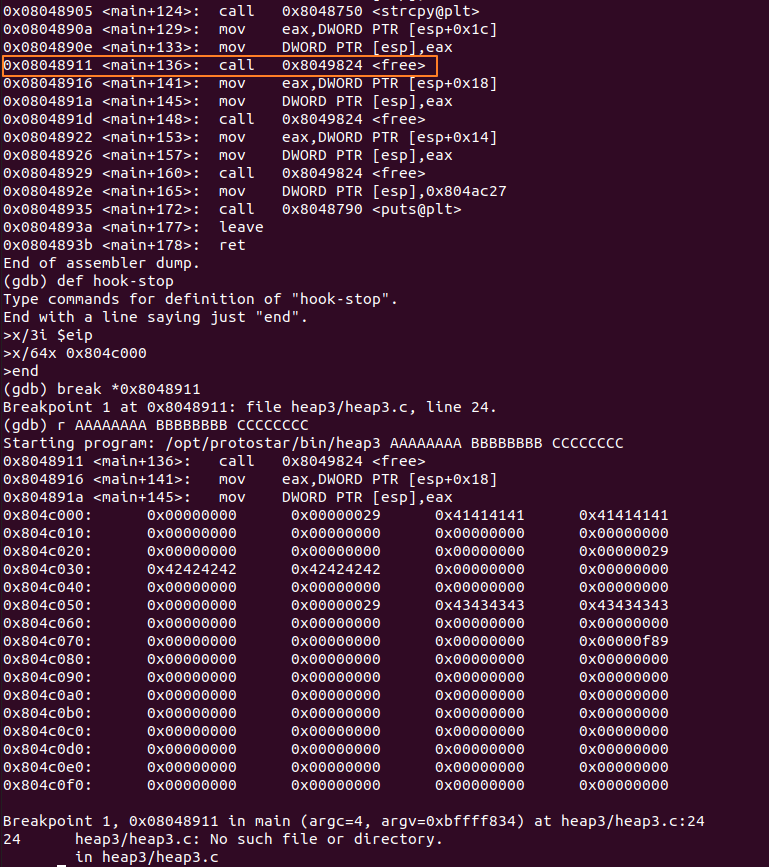 0x08048905 <main+124>:  call   0x8048750 <strcpy@plt>
0x0804890a <main+129>:  mov    eax,DWORD PTR [esp+0x1c]
0x0804890e <main+133>:  mov    DWORD PTR [esp],eax
0x08048911 <main+136>:  call   0x8049824 <free>
0x08048916 <main+141>:  mov    eax,DWORD PTR [esp+0x18]
0x0804891a <main+145>:  mov    DWORD PTR [esp],eax
0x0804891d <main+148>:  call   0x8049824 <free>
0x08048922 <main+153>:  mov    eax,DWORD PTR [esp+0x14]
0x08048926 <main+157>:  mov    DWORD PTR [esp],eax
0x08048929 <main+160>:  call   0x8049824 <free>
0x0804892e <main+165>:  mov    DWORD PTR [esp],0x804ac27
0x08048935 <main+172>:  call   0x8048790 <puts@plt>
0x0804893a <main+177>:  leave
0x0804893b <main+178>:  ret
End of assembler dump.
(gdb) def hook-stop
Type commands for definition of "hook-stop".
End with a line saying just "end".
>x/3i $eip
>x/64x 0x804c000
>end
(gdb) break *0x8048911
Breakpoint 1 at 0x8048911: file heap3/heap3.c, line 24.
(gdb) r AAAAAAAA BBBBBBBB CCCCCCCC
Starting program: /opt/protostar/bin/heap3 AAAAAAAA BBBBBBBB CCCCCCCC
0x8048911 <main+136>:   call   0x8049824 <free>
0x8048916 <main+141>:   mov    eax,DWORD PTR [esp+0x18]
0x804891a <main+145>:   mov    DWORD PTR [esp],eax
0x804c000:      0x00000000      0x00000029      0x41414141      0x41414141
0x804c010:      0x00000000      0x00000000      0x00000000      0x00000000
0x804c020:      0x00000000      0x00000000      0x00000000      0x00000029
0x804c030:      0x42424242      0x42424242      0x00000000      0x00000000
0x804c040:      0x00000000      0x00000000      0x00000000      0x00000000
0x804c050:      0x00000000      0x00000029      0x43434343      0x43434343
0x804c060:      0x00000000      0x00000000      0x00000000      0x00000000
0x804c070:      0x00000000      0x00000000      0x00000000      0x00000f89
0x804c080:      0x00000000      0x00000000      0x00000000      0x00000000
0x804c090:      0x00000000      0x00000000      0x00000000      0x00000000
0x804c0a0:      0x00000000      0x00000000      0x00000000      0x00000000
0x804c0b0:      0x00000000      0x00000000      0x00000000      0x00000000
0x804c0c0:      0x00000000      0x00000000      0x00000000      0x00000000
0x804c0d0:      0x00000000      0x00000000      0x00000000      0x00000000
0x804c0e0:      0x00000000      0x00000000      0x00000000      0x00000000
0x804c0f0:      0x00000000      0x00000000      0x00000000      0x00000000
Breakpoint 1, 0x08048911 in main (argc=4, argv=0xbffff834) at heap3/heap3.c:24
24      heap3/heap3.c: No such file or directory.
        in heap3/heap3.c